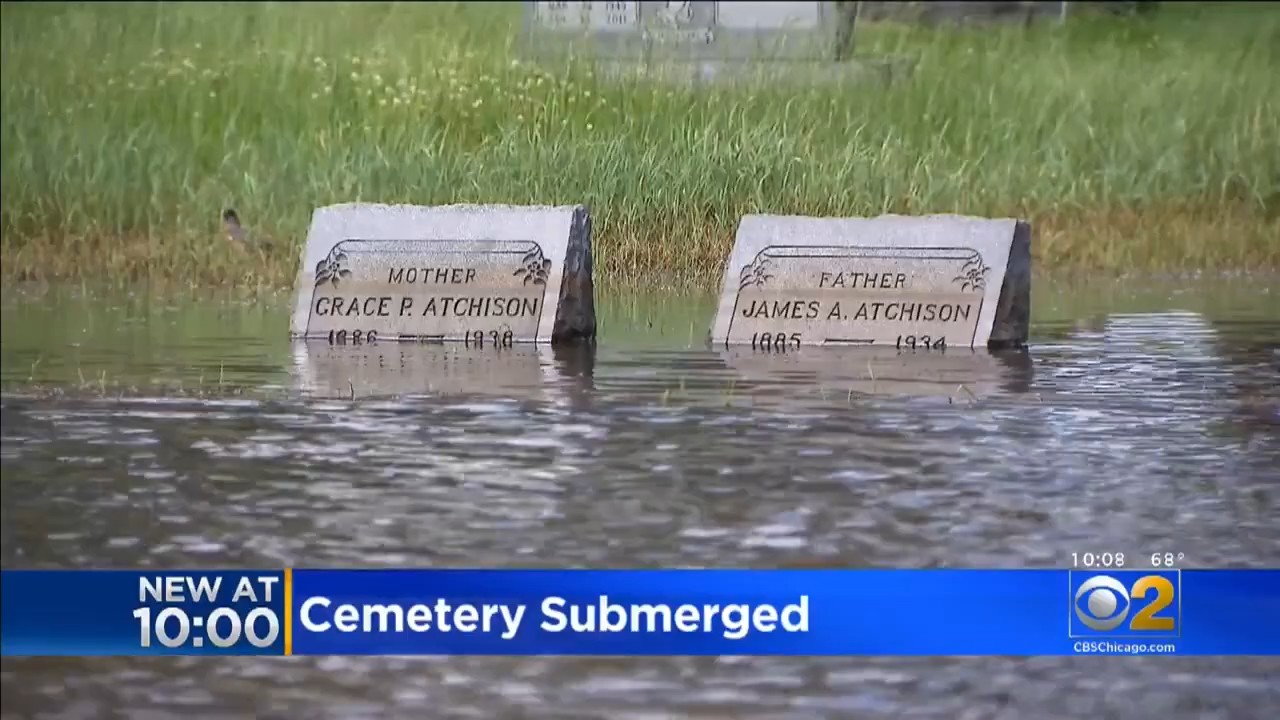 MOTHER
GRACE P. ATCHISON
1886 — 1938
FATHER
JAMES A. ATCHISON
1885 — 1934
10:08 68°
NEW AT
10:00
Cemetery Submerged
2
CBSChicago.com